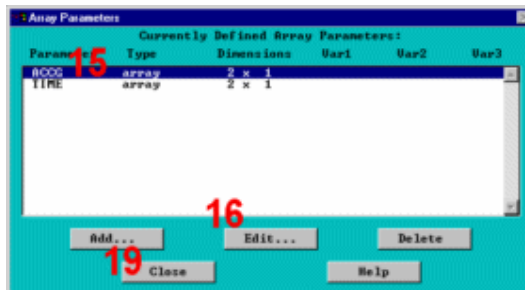 Array Parameters
Currently Defined Array Parameters:
Parameter Type Dimensions Var1 Var2 Var3
15
ACCG array 2 x 1
TIME array 2 x 1
16
Add... Edit... Delete
19
Close Help